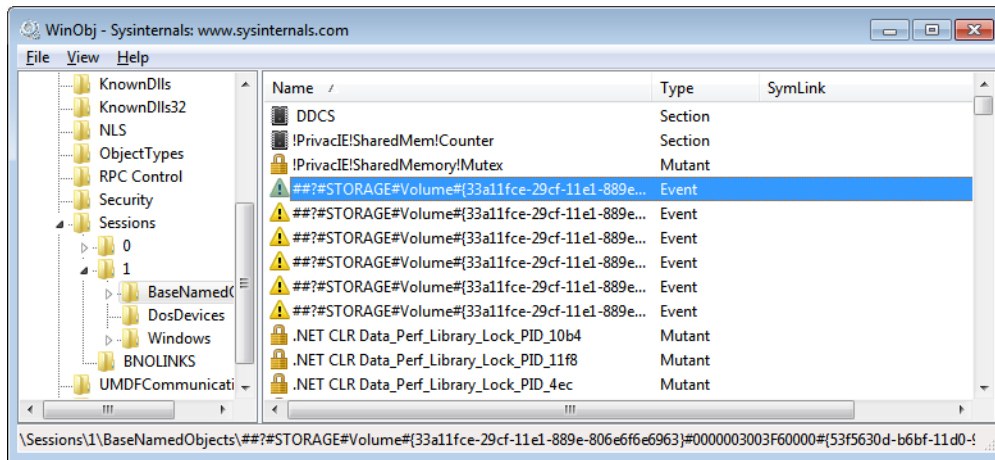 WinObj - Sysinternals: www.sysinternals.com
File View Help
KnownDlls
KnownDlls32
NLS
ObjectTypes
RPC Control
Security
Sessions
0
1
BaseNamedO
DosDevices
Windows
BNOLINKS
UMDFCommunicati
Name Type SymLink
DDCS Section
!PrivacIE!SharedMem!Counter Section
!PrivacIE!SharedMemory!Mutex Mutant
##?#STORAGE#Volume#{33a11fce-29cf-11e1-889e... Event
##?#STORAGE#Volume#{33a11fce-29cf-11e1-889e... Event
##?#STORAGE#Volume#{33a11fce-29cf-11e1-889e... Event
##?#STORAGE#Volume#{33a11fce-29cf-11e1-889e... Event
##?#STORAGE#Volume#{33a11fce-29cf-11e1-889e... Event
##?#STORAGE#Volume#{33a11fce-29cf-11e1-889e... Event
.NET CLR Data_Perf_Library_Lock_PID_10b4 Mutant
.NET CLR Data_Perf_Library_Lock_PID_11f8 Mutant
.NET CLR Data_Perf_Library_Lock_PID_4ec Mutant
\Sessions\1\BaseNamedObjects\##?#STORAGE#Volume#{33a11fce-29cf-11e1-889e-806e6f6e6963}#0000003003F60000#{53f5630d-b6bf-11d0-9